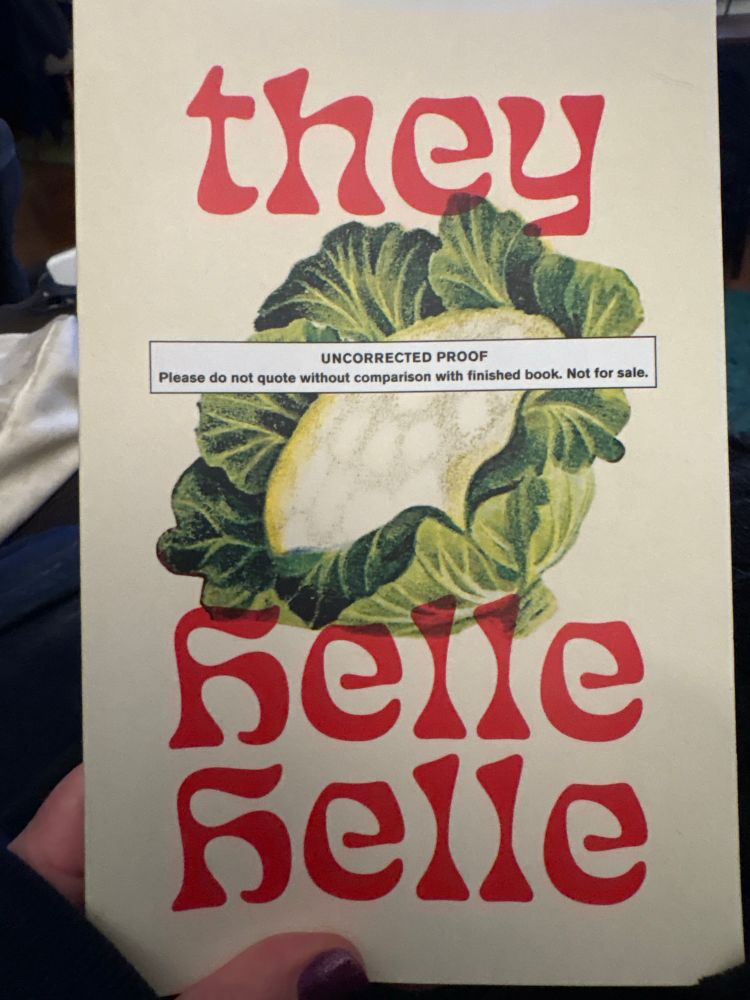 they
UNCORRECTED PROOF
Please do not quote without comparison with finished book. Not for sale.
helle
helle